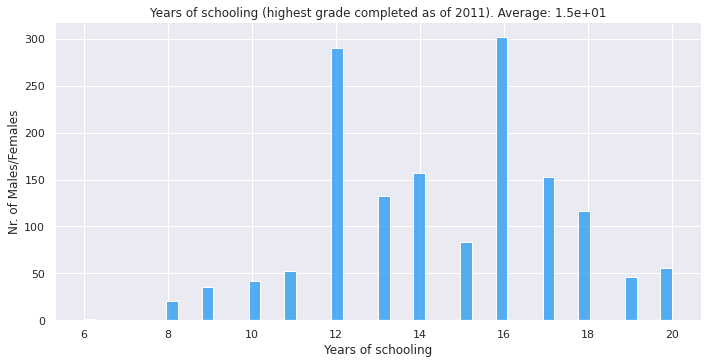 Years of schooling (highest grade completed as of 2011). Average: 1.5e+01
Nr. of Males/Females
300
250
200
150
100
50
0
6 8 10 12 14 16 18 20
Years of schooling